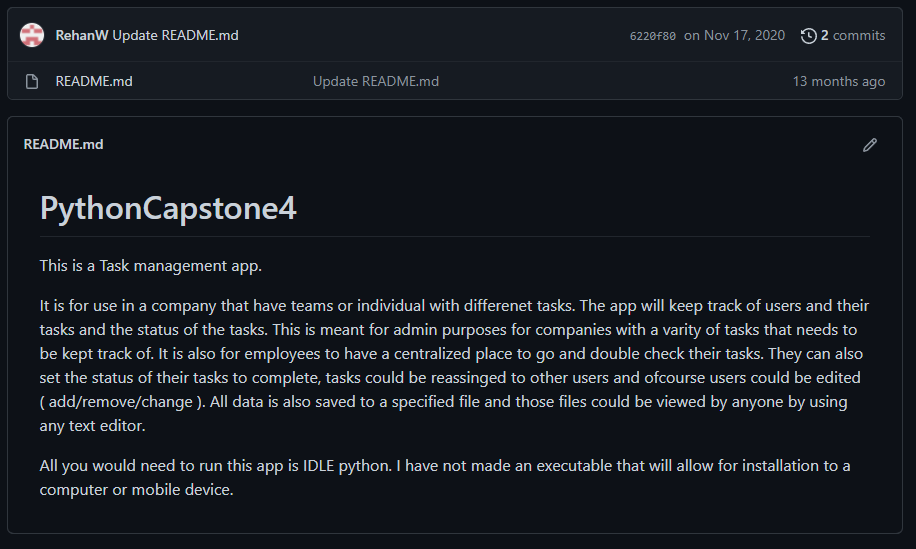 RehanW Update README.md 6220f80 on Nov 17, 2020 2 commits
README.md Update README.md 13 months ago
README.md
PythonCapstone4
This is a Task management app.
It is for use in a company that have teams or individual with differenet tasks. The app will keep track of users and their
tasks and the status of the tasks. This is meant for admin purposes for companies with a varity of tasks that needs to
be kept track of. It is also for employees to have a centralized place to go and double check their tasks. They can also
set the status of their tasks to complete, tasks could be reassinged to other users and ofcourse users could be edited
( add/remove/change ). All data is also saved to a specified file and those files could be viewed by anyone by using
any text editor.
All you would need to run this app is IDLE python. I have not made an executable that will allow for installation to a
computer or mobile device.